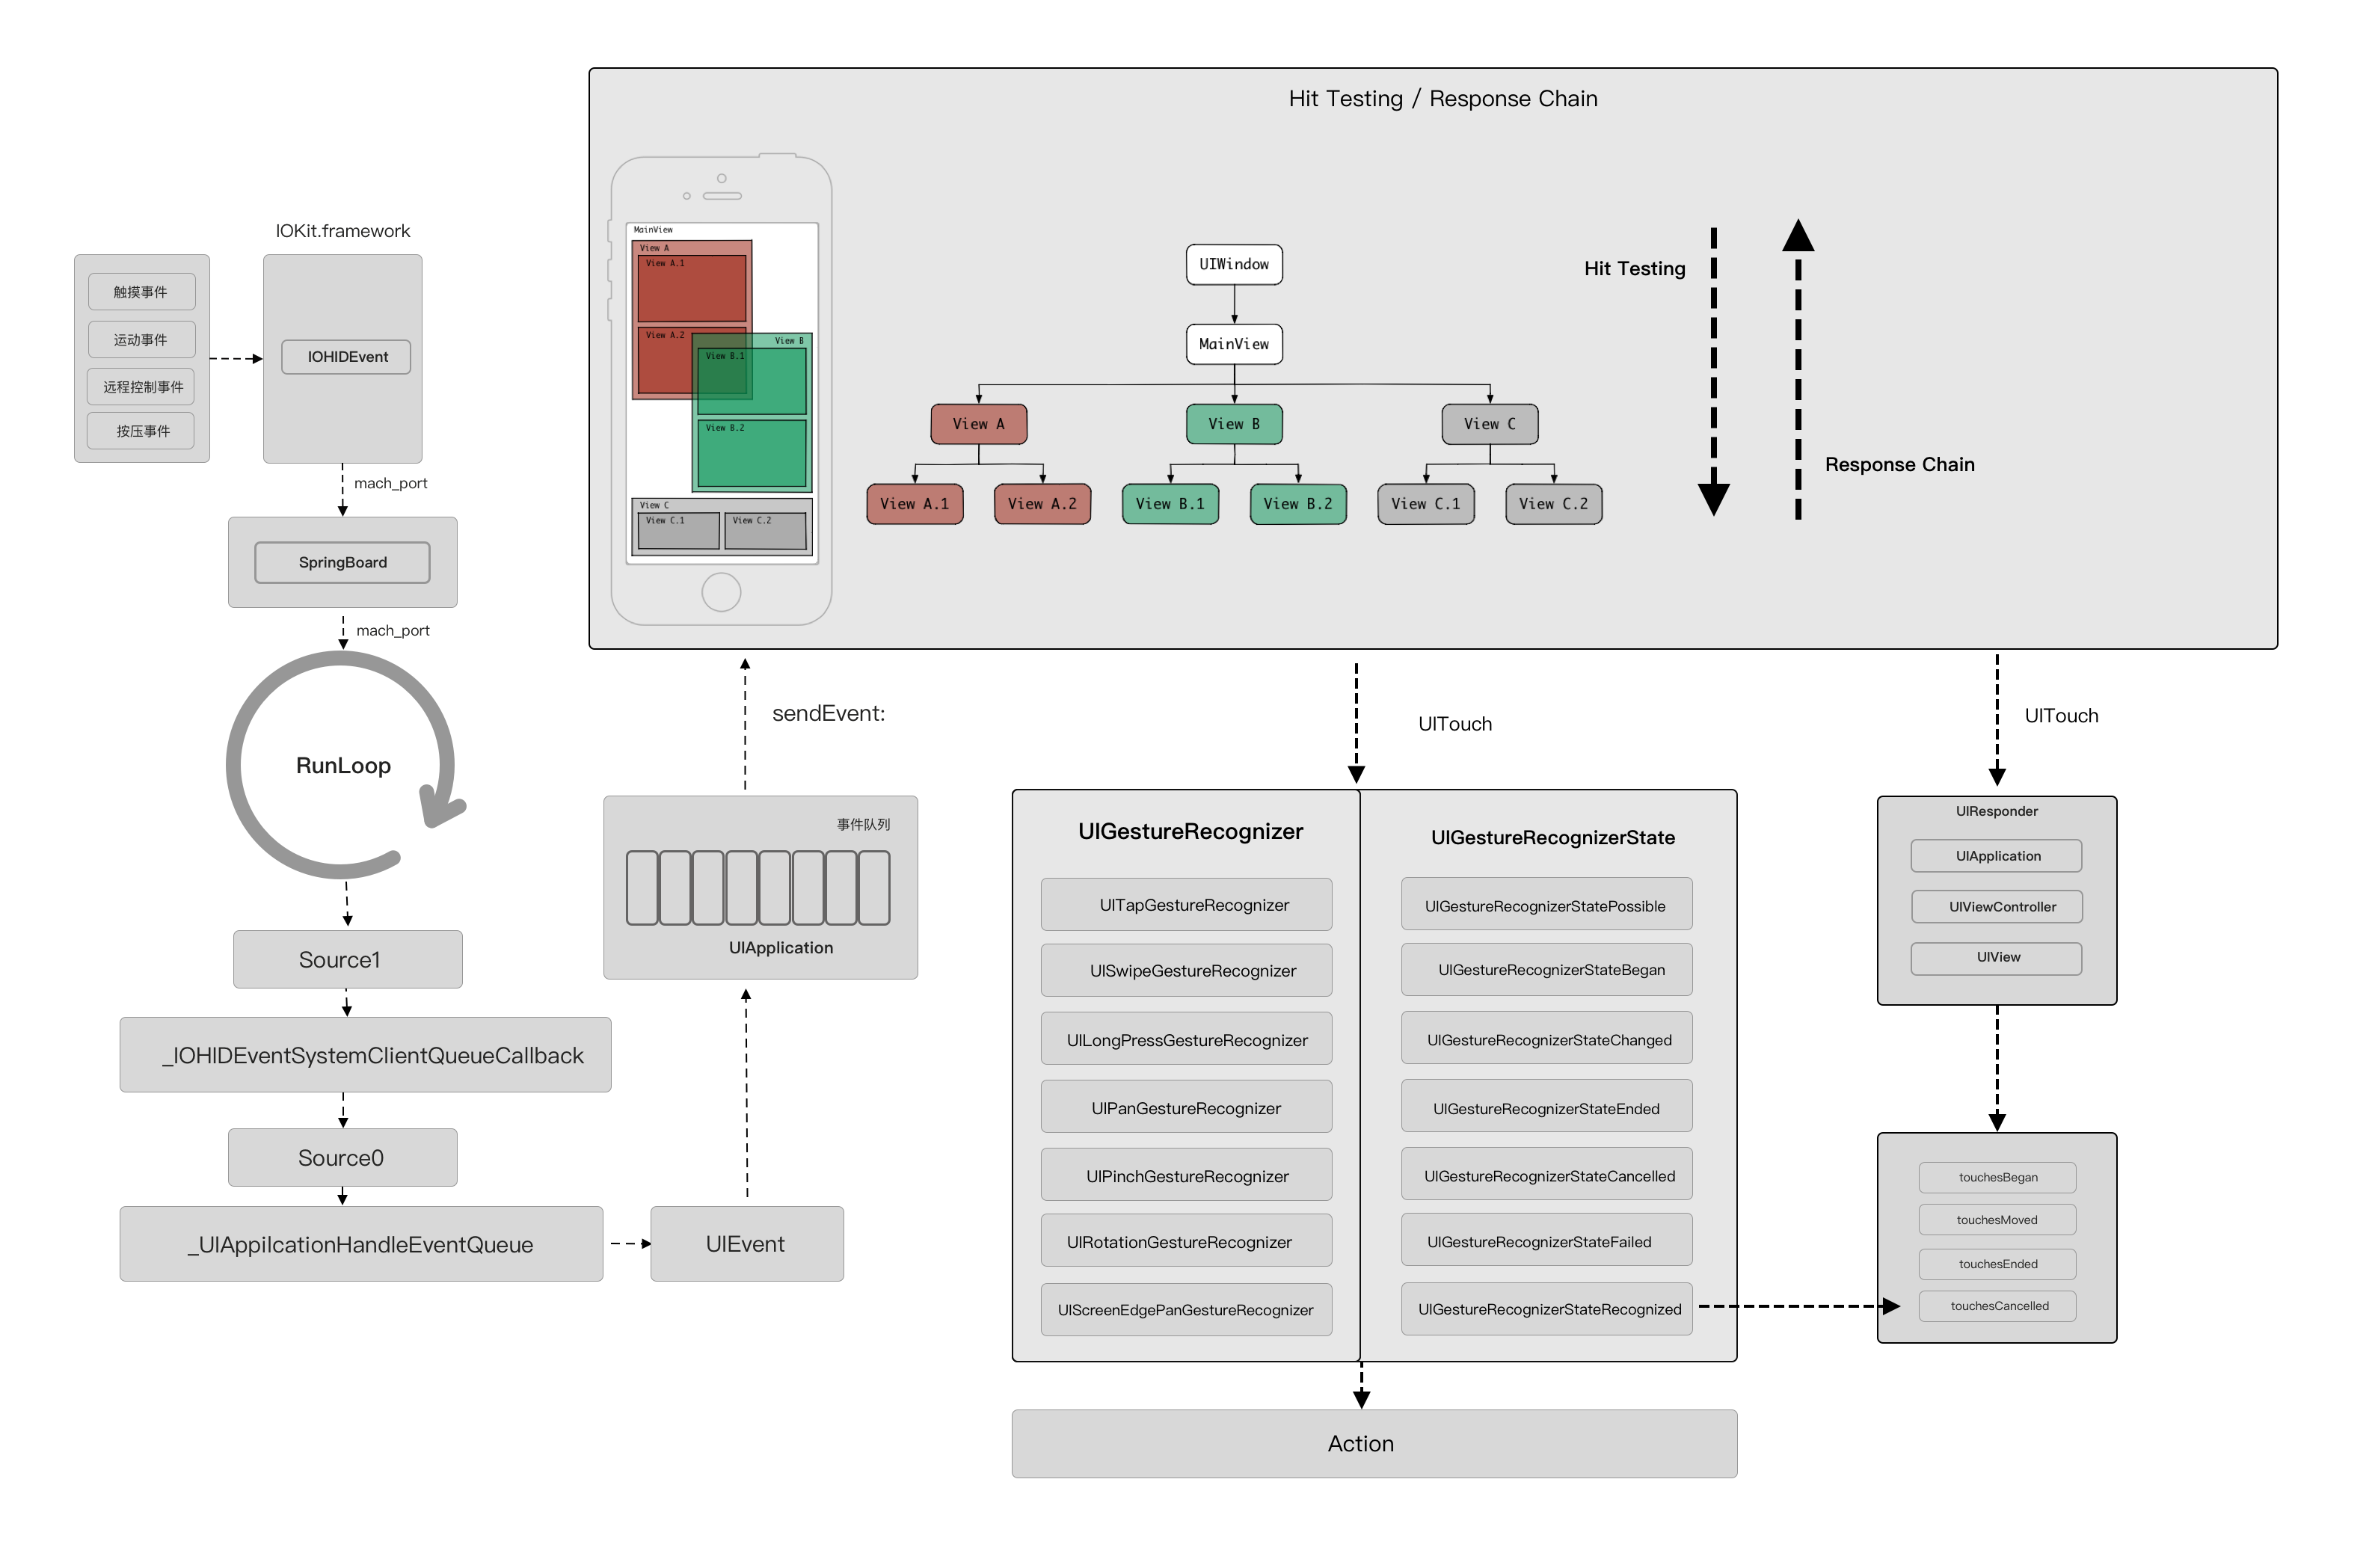 Hit Testing / Response Chain
MainView
View A
View A.1
View A.2
View B
View B.1
View B.2
View C
View C.1
View C.2
UIWindow
MainView
View A
View B
View C
View A.1
View A.2
View B.1
View B.2
View C.1
View C.2
Hit Testing
Response Chain
IOKit.framework
触摸事件
运动事件
远程控制事件
按压事件
IOHIDEvent
mach_port
SpringBoard
mach_port
RunLoop
Source1
_IOHIDEventSystemClientQueueCallback
Source0
_UIAppilcationHandleEventQueue
UIEvent
事件队列
UIApplication
sendEvent:
UITouch
UITouch
UIGestureRecognizer
UITapGestureRecognizer
UISwipeGestureRecognizer
UILongPressGestureRecognizer
UIPanGestureRecognizer
UIPinchGestureRecognizer
UIRotationGestureRecognizer
UIScreenEdgePanGestureRecognizer
UIGestureRecognizerState
UIGestureRecognizerStatePossible
UIGestureRecognizerStateBegan
UIGestureRecognizerStateChanged
UIGestureRecognizerStateEnded
UIGestureRecognizerStateCancelled
UIGestureRecognizerStateFailed
UIGestureRecognizerStateRecognized
Action
UIResponder
UIApplication
UIViewController
UIView
touchesBegan
touchesMoved
touchesEnded
touchesCancelled